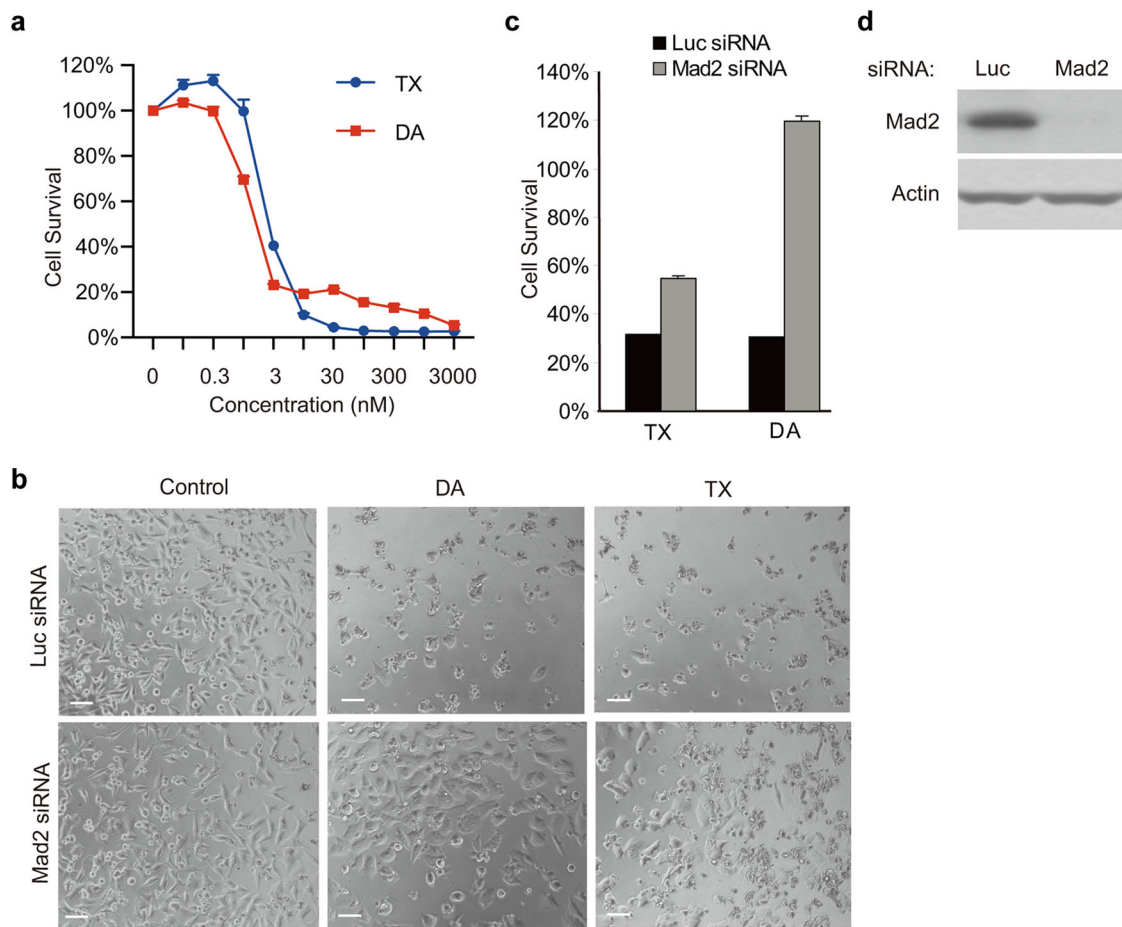 a
120%
100%
80%
60%
40%
20%
0%
Cell Survival
TX
DA
0 0.3 3 30 300 3000
Concentration (nM)
c
Luc siRNA
Mad2 siRNA
140%
120%
100%
80%
60%
40%
20%
0%
Cell Survival
TX DA
d
siRNA: Luc Mad2
Mad2
Actin
b
Control DA TX
Luc siRNA
Mad2 siRNA